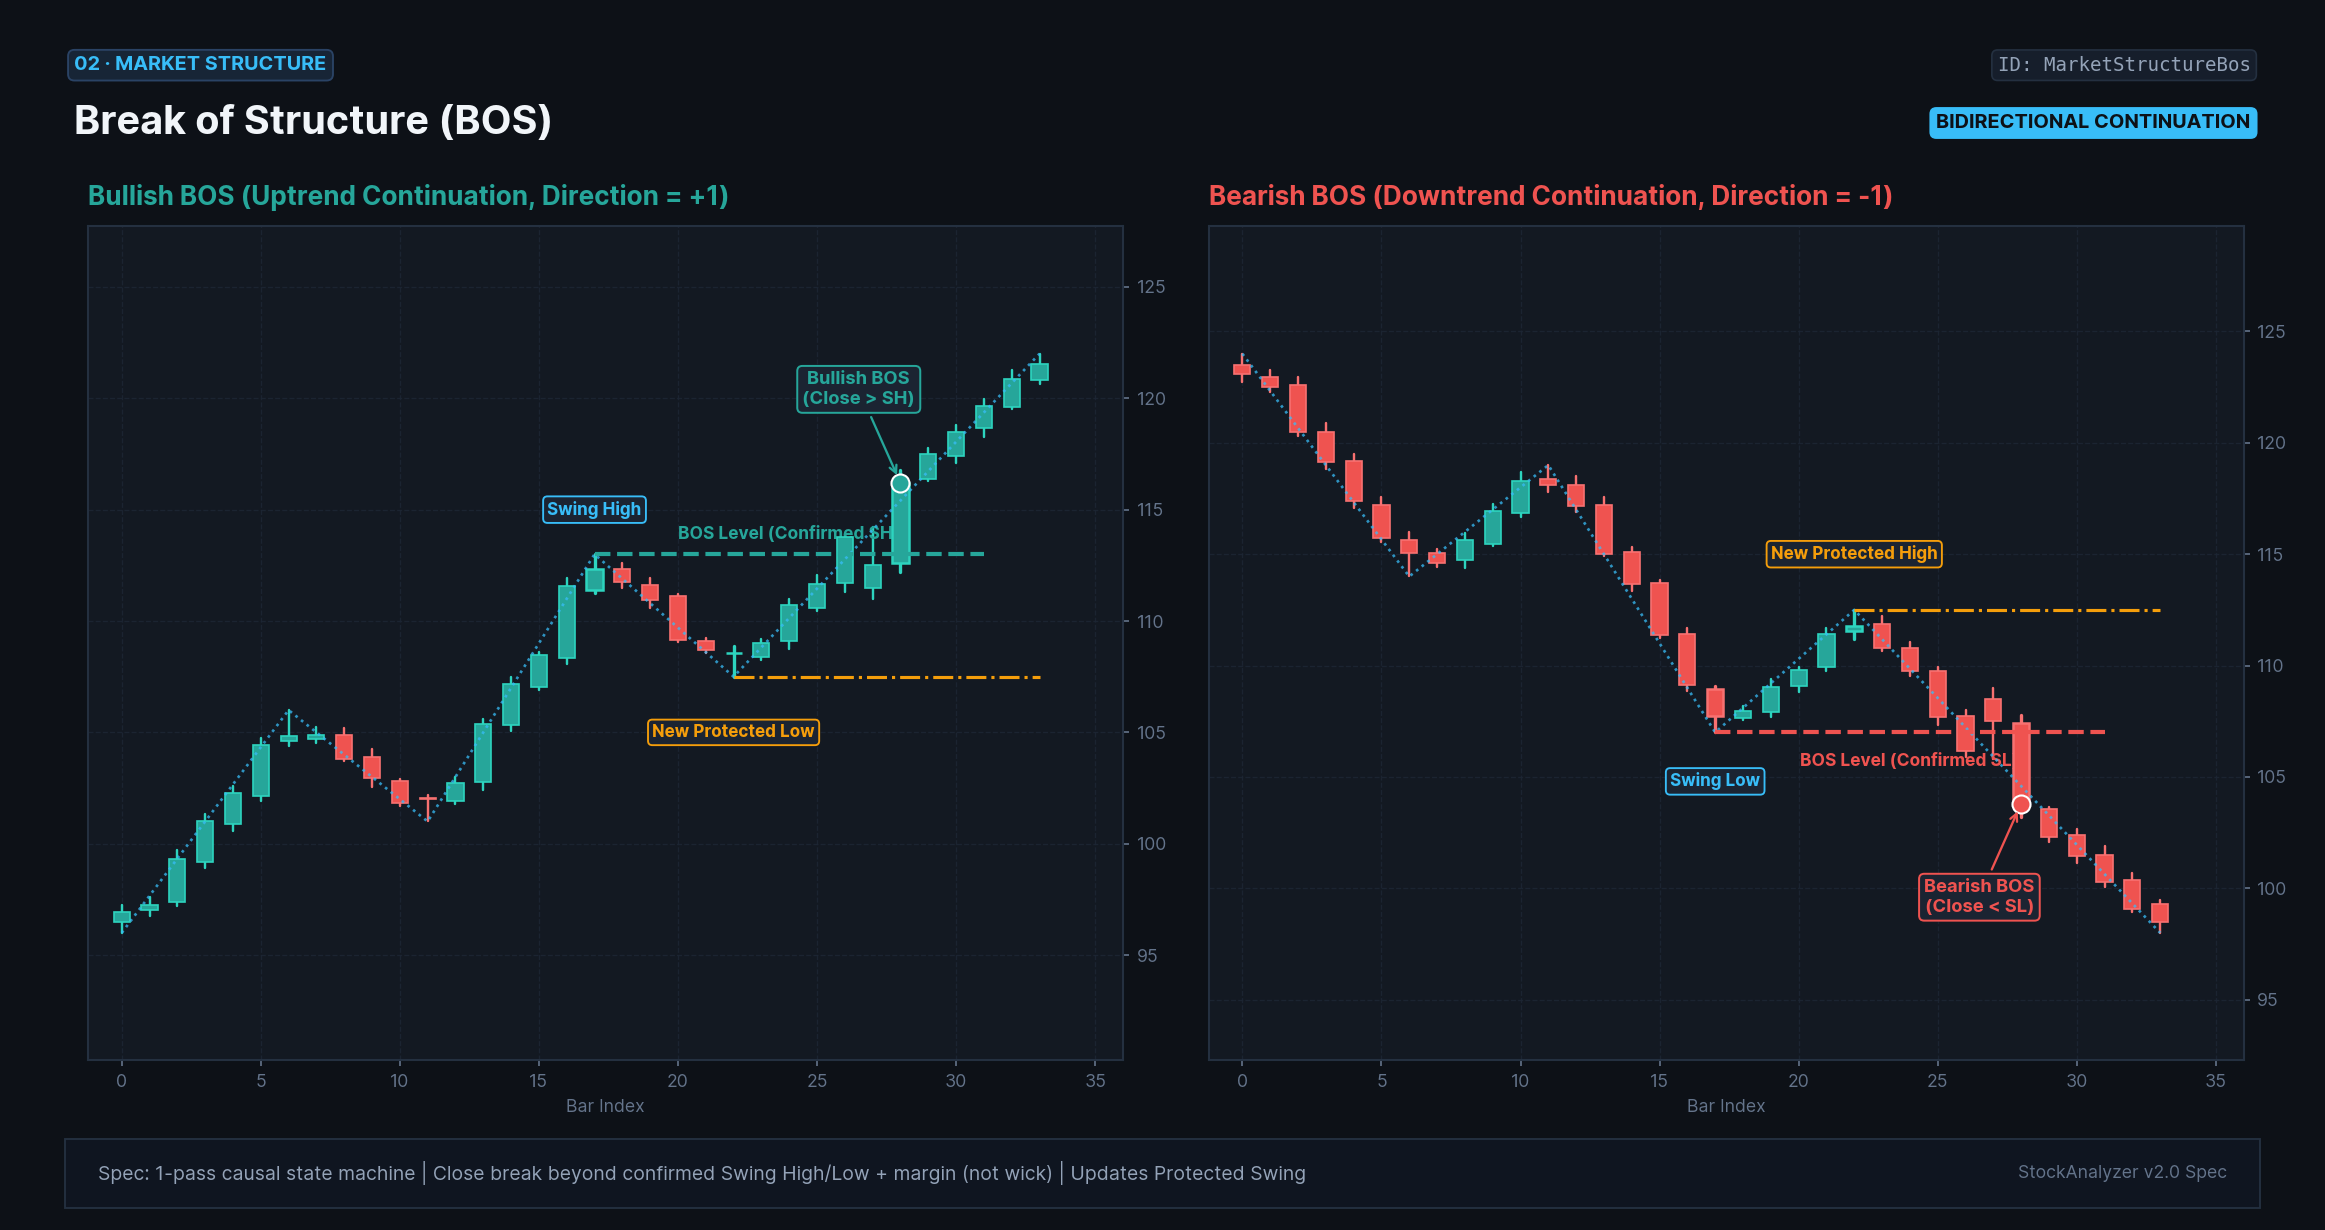 02 · MARKET STRUCTURE
ID: MarketStructureBos
Break of Structure (BOS)
BIDIRECTIONAL CONTINUATION
Bullish BOS (Uptrend Continuation, Direction = +1)
Bearish BOS (Downtrend Continuation, Direction = -1)
125
120
115
110
105
100
95
Bullish BOS
(Close > SH)
Swing High
BOS Level (Confirmed SH
New Protected Low
0 5 10 15 20 25 30 35
Bar Index
125
120
115
110
105
100
95
New Protected High
BOS Level (Confirmed SL
Swing Low
Bearish BOS
(Close < SL)
0 5 10 15 20 25 30 35
Bar Index
Spec: 1-pass causal state machine | Close break beyond confirmed Swing High/Low + margin (not wick) | Updates Protected Swing
StockAnalyzer v2.0 Spec